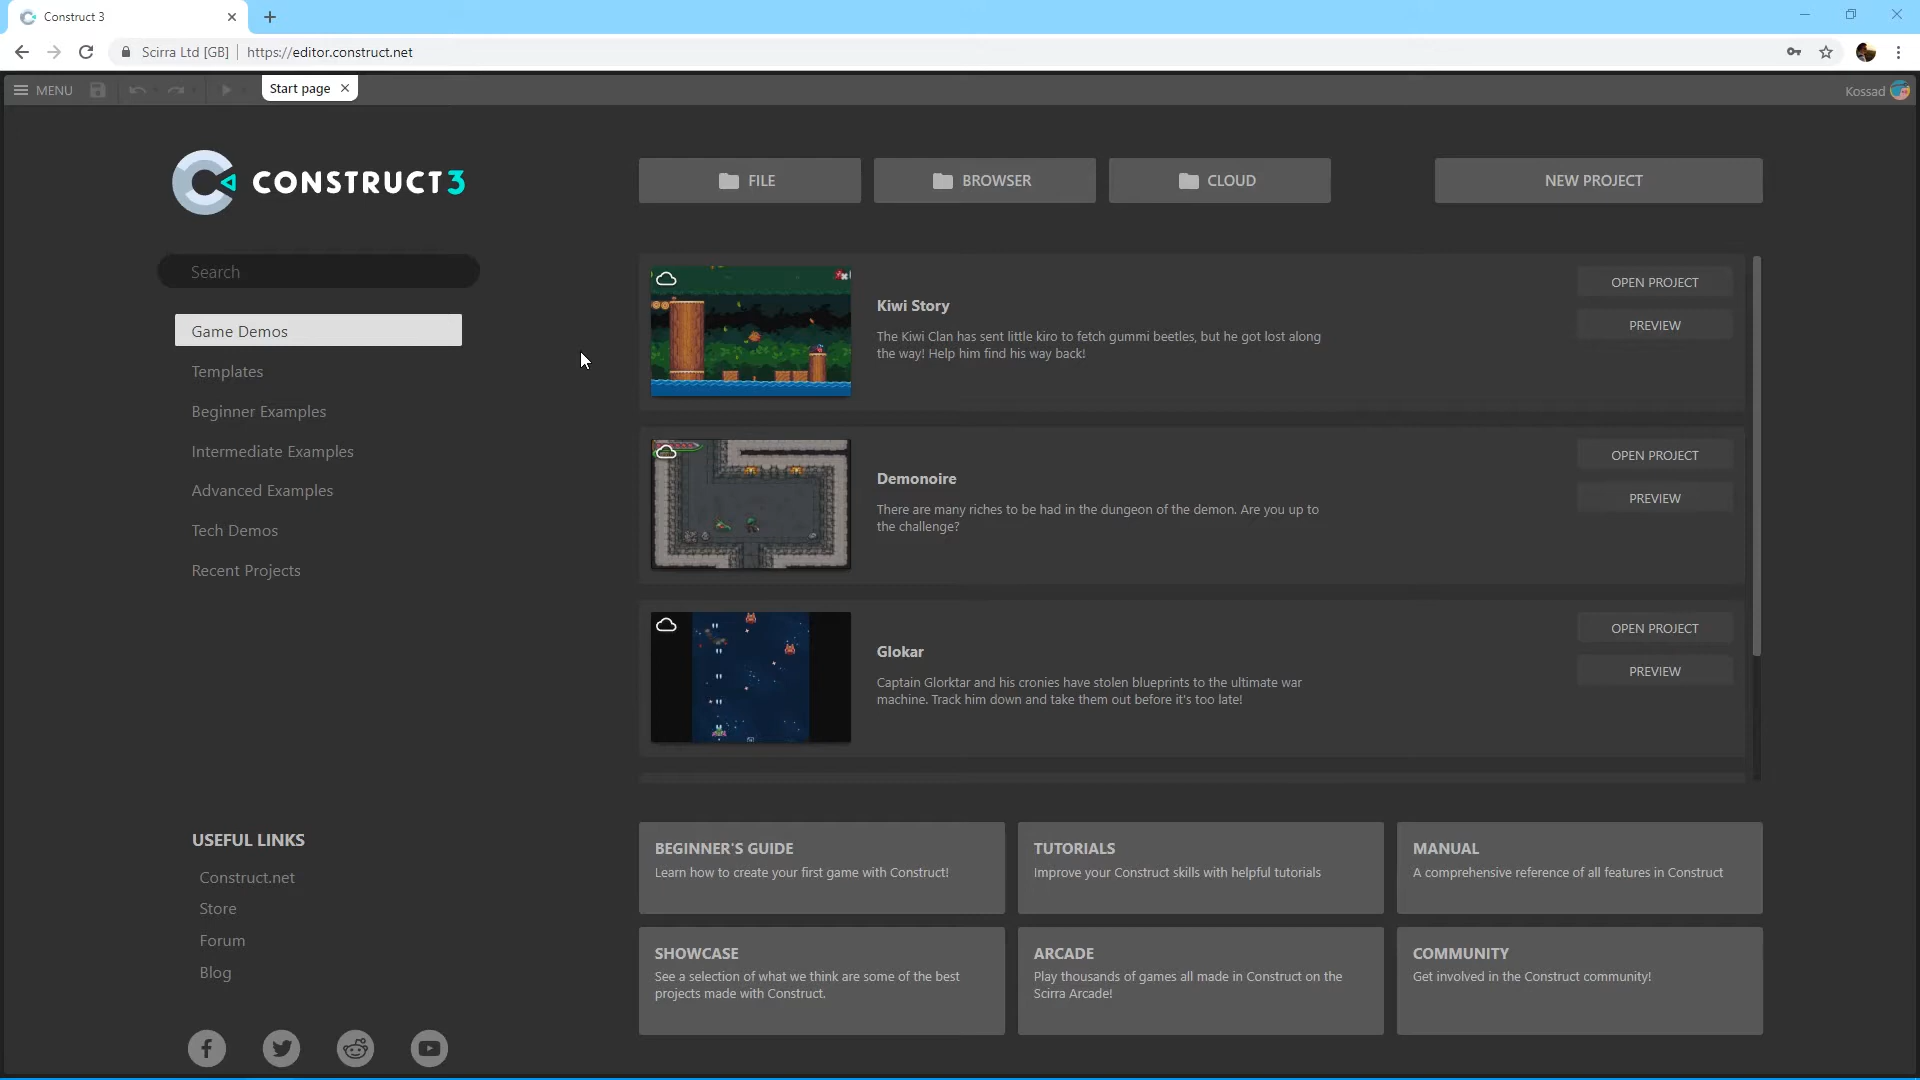 Construct 3
Scirra Ltd [GB] https://editor.construct.net
MENU
Start page
Kossad
CONSTRUCT 3
FILE
BROWSER
CLOUD
NEW PROJECT
Search
Game Demos
Templates
Beginner Examples
Intermediate Examples
Advanced Examples
Tech Demos
Recent Projects
Kiwi Story
The Kiwi Clan has sent little kiro to fetch gummi beetles, but he got lost along
the way! Help him find his way back!
OPEN PROJECT
PREVIEW
Demonoire
There are many riches to be had in the dungeon of the demon. Are you up to
the challenge?
OPEN PROJECT
PREVIEW
Glokar
Captain Glorktar and his cronies have stolen blueprints to the ultimate war
machine. Track him down and take them out before it's too late!
OPEN PROJECT
PREVIEW
USEFUL LINKS
Construct.net
Store
Forum
Blog
BEGINNER'S GUIDE
Learn how to create your first game with Construct!
TUTORIALS
Improve your Construct skills with helpful tutorials
MANUAL
A comprehensive reference of all features in Construct
SHOWCASE
See a selection of what we think are some of the best
projects made with Construct.
ARCADE
Play thousands of games all made in Construct on the
Scirra Arcade!
COMMUNITY
Get involved in the Construct community!